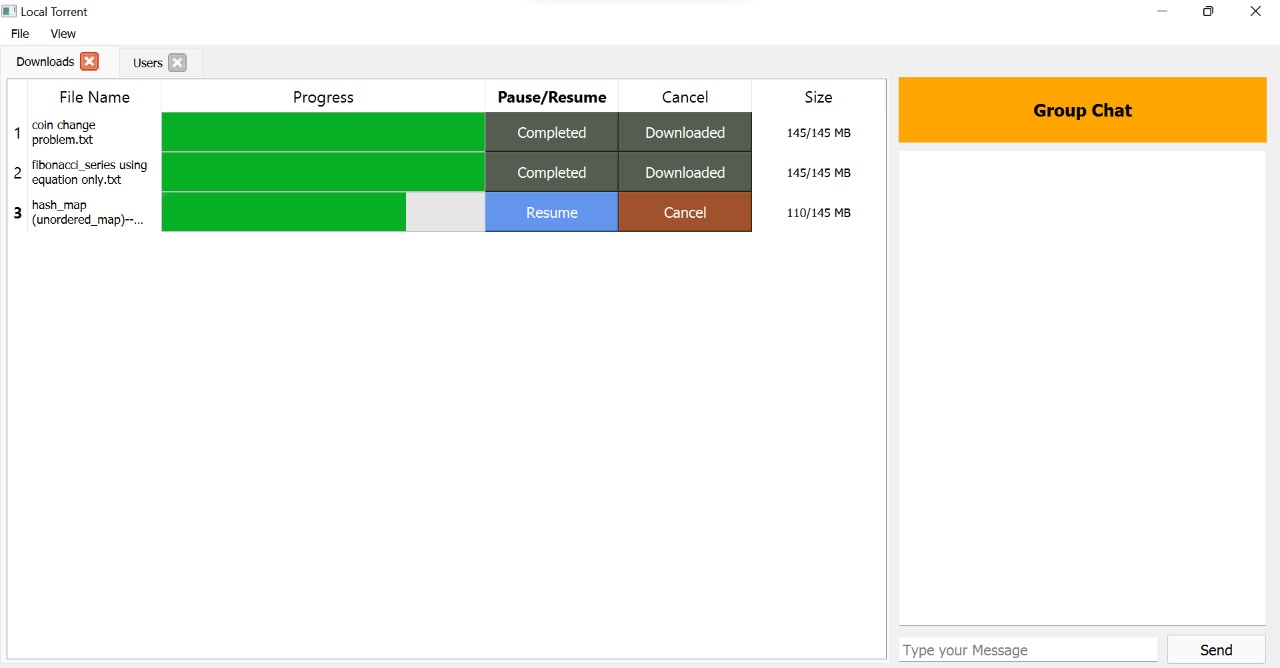 Local Torrent
File View
Downloads Users
File Name Progress Pause/Resume Cancel Size
1 coin change
problem.txt Completed Downloaded 145/145 MB
2 fibonacci_series using
equation only.txt Completed Downloaded 145/145 MB
3 hash_map
(unordered_map)--... Resume Cancel 110/145 MB
Group Chat
Type your Message Send